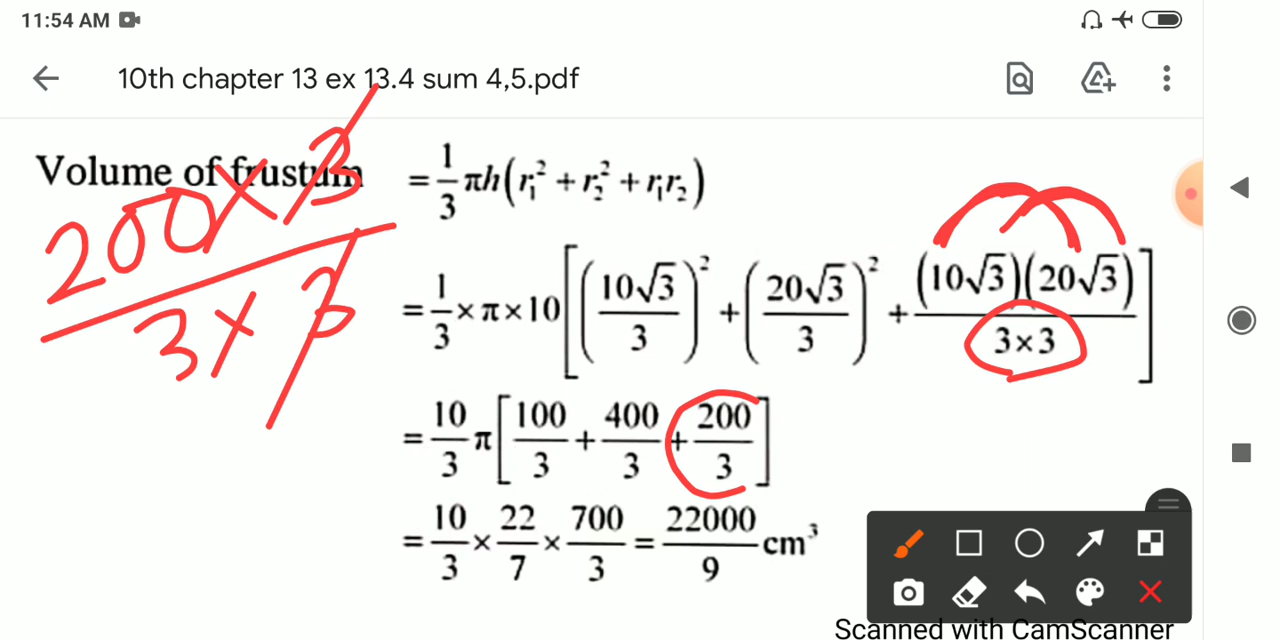 11:54 AM
10th chapter 13 ex 13.4 sum 4,5.pdf
Volume of frustum = 1/3 πh(r₁² + r₂² + r₁r₂)
= 1/3 × π × 10[(10√3/3)² + (20√3/3)² + (10√3)(20√3)/3×3]
= 10/3 π[100/3 + 400/3 + 200/3]
= 10/3 × 22/7 × 700/3 = 22000/9 cm³
200 × 3
3 × 3
Scanned with CamScanner